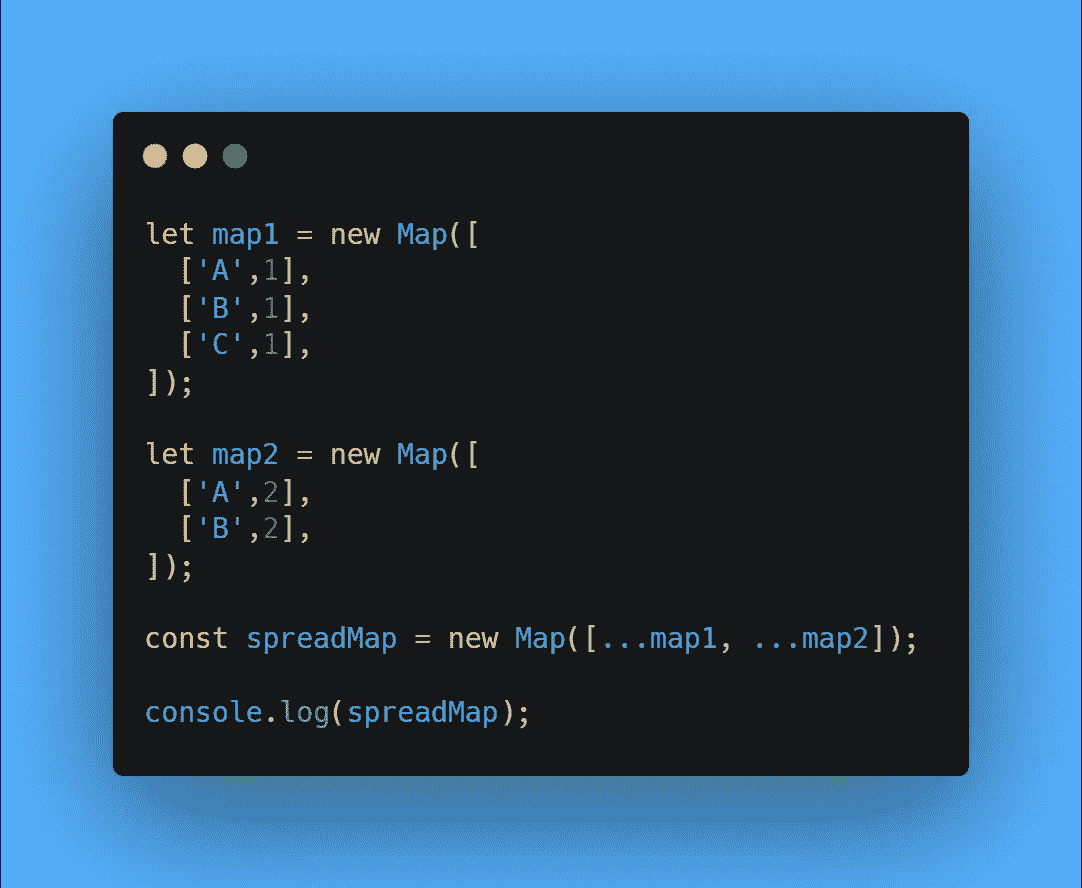 let map1 = new Map([
  ['A',1],
  ['B',1],
  ['C',1],
]);
let map2 = new Map([
  ['A',2],
  ['B',2],
]);
const spreadMap = new Map([...map1, ...map2]);
console.log(spreadMap);